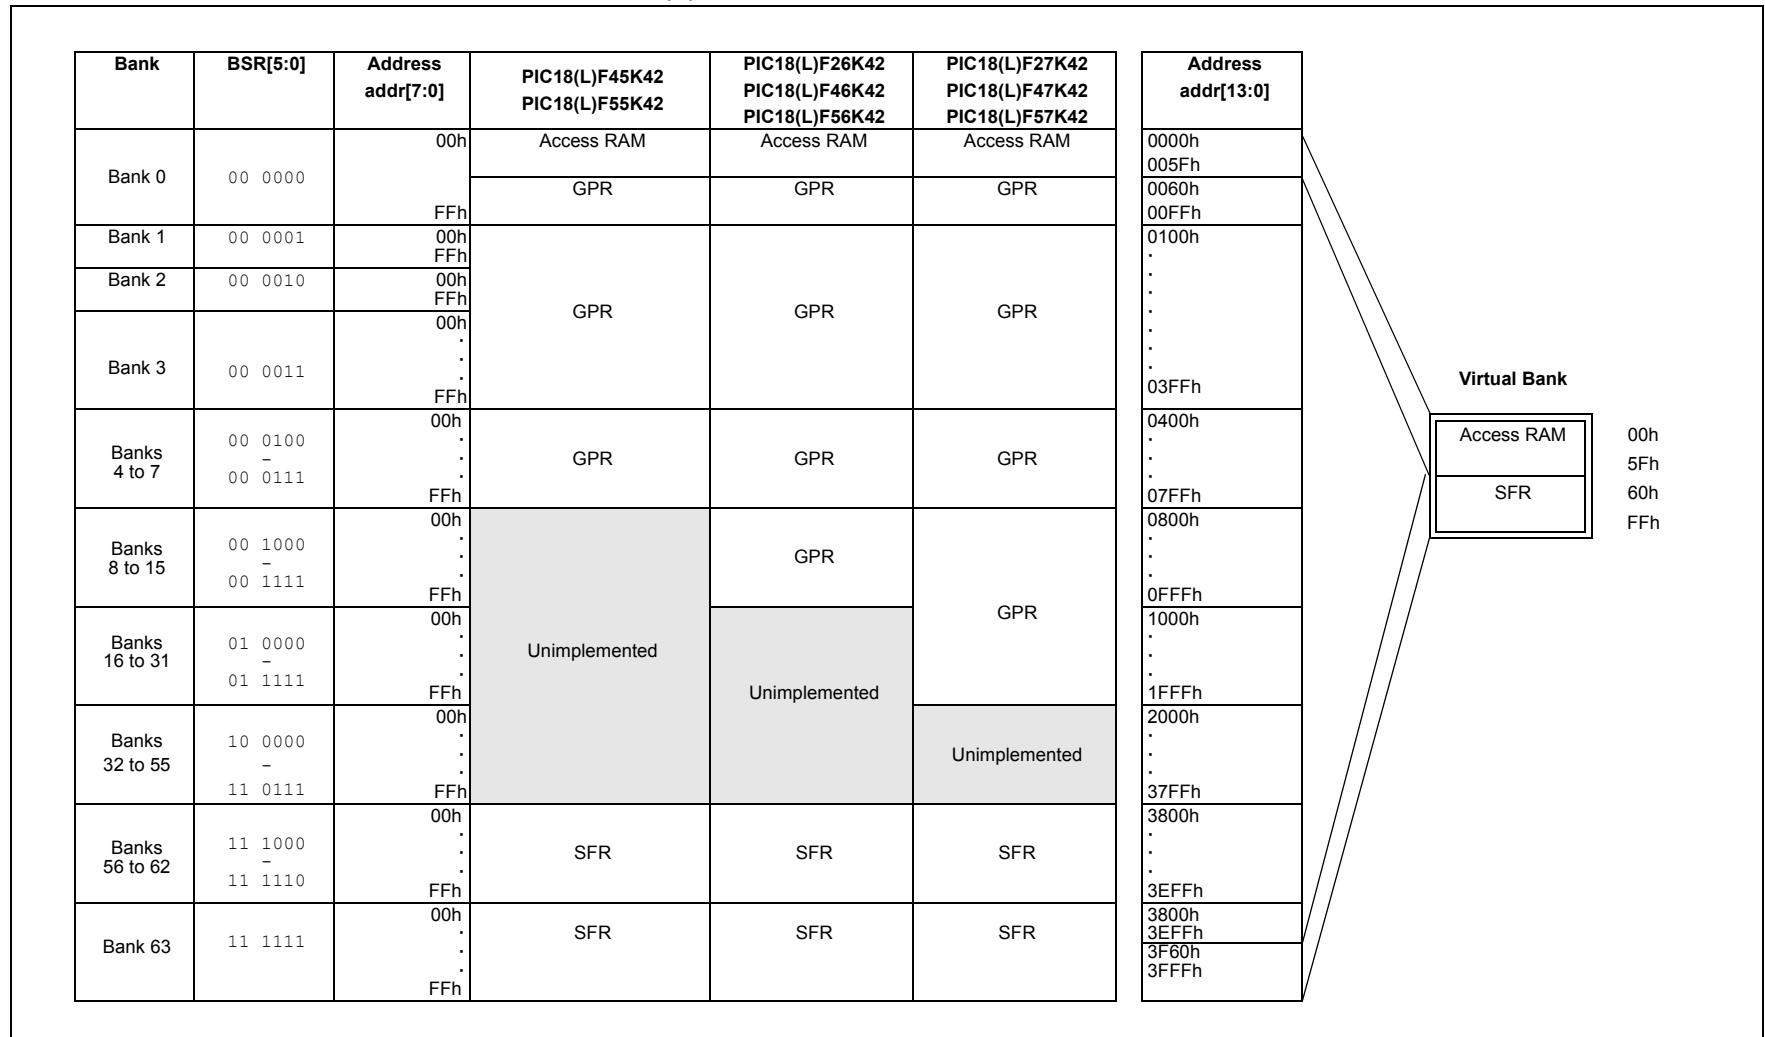 Bank BSR[5:0] Address addr[7:0] PIC18(L)F45K42 PIC18(L)F55K42 PIC18(L)F26K42 PIC18(L)F46K42 PIC18(L)F56K42 PIC18(L)F27K42 PIC18(L)F47K42 PIC18(L)F57K42 Address addr[13:0]
Bank 0 00 0000 00h Access RAM Access RAM Access RAM 0000h
005Fh
GPR GPR GPR 0060h
FFh 00FFh
Bank 1 00 0001 00h 0100h
FFh
Bank 2 00 0010 00h .
FFh .
GPR GPR GPR
Bank 3 00 0011 00h .
. .
. .
. .
FFh 03FFh
Banks 4 to 7 00 0100 – 00 0111 00h GPR GPR GPR 0400h
. .
. .
. .
FFh 07FFh
Banks 8 to 15 00 1000 – 00 1111 00h GPR 0800h
. .
. .
. .
FFh 0FFFh
GPR
Banks 16 to 31 01 0000 – 01 1111 00h Unimplemented 1000h
. .
. .
. .
FFh Unimplemented 1FFFh
Banks 32 to 55 10 0000 – 11 0111 00h Unimplemented 2000h
. .
. .
. .
FFh 37FFh
Banks 56 to 62 11 1000 – 11 1110 00h SFR SFR SFR 3800h
. .
. .
. .
FFh 3EFFh
Bank 63 11 1111 00h SFR SFR SFR 3800h
. 3EFFh
. 3F60h
. 3FFFh
FFh
Virtual Bank
Access RAM 00h
5Fh
SFR 60h
FFh